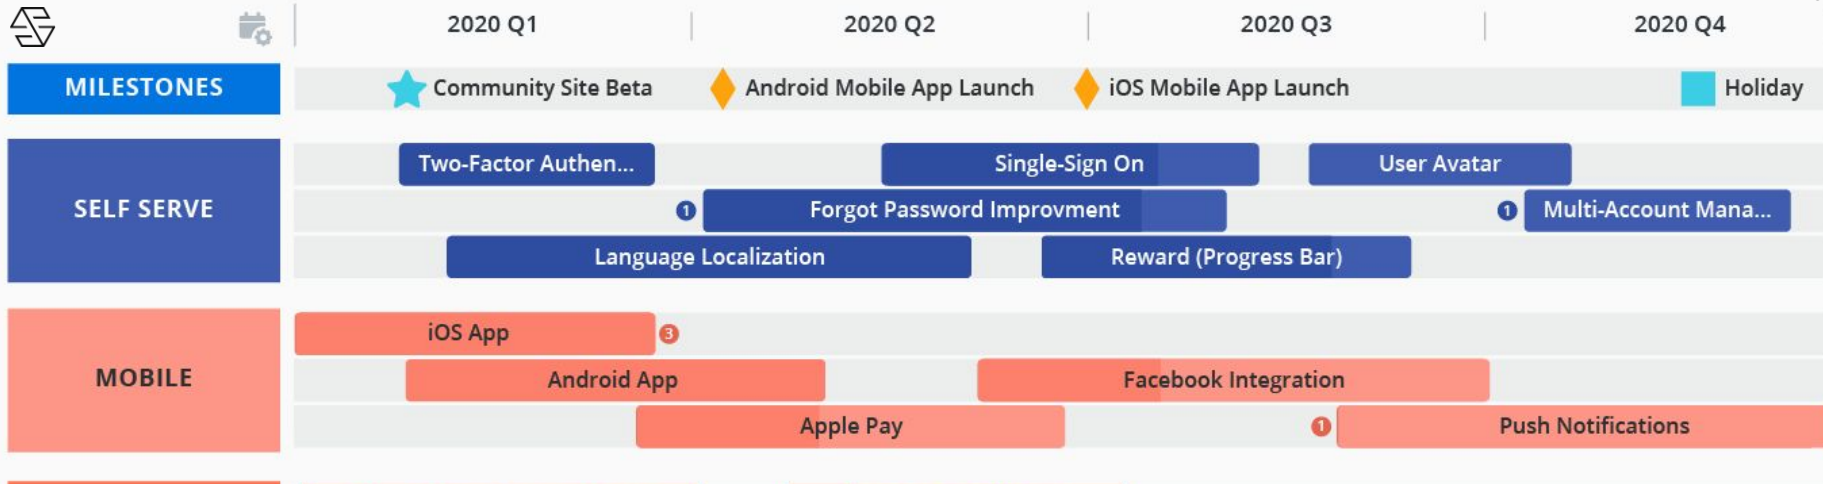 2020 Q1
2020 Q2
2020 Q3
2020 Q4
MILESTONES
Community Site Beta
Android Mobile App Launch
iOS Mobile App Launch
Holiday
SELF SERVE
Two-Factor Authen...
Single-Sign On
User Avatar
1
Forgot Password Improvment
1
Multi-Account Mana...
Language Localization
Reward (Progress Bar)
MOBILE
iOS App
3
Android App
Facebook Integration
Apple Pay
1
Push Notifications